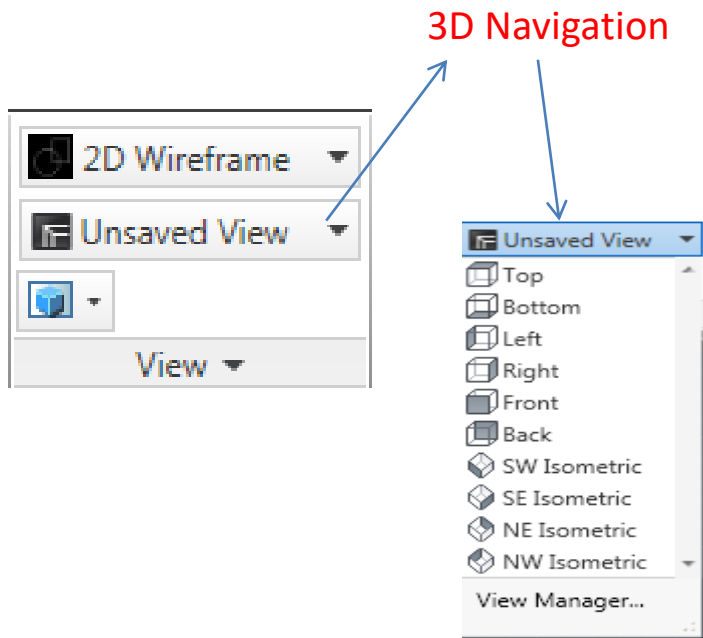 3D Navigation
2D Wireframe
Unsaved View
View
Unsaved View
Top
Bottom
Left
Right
Front
Back
SW Isometric
SE Isometric
NE Isometric
NW Isometric
View Manager...